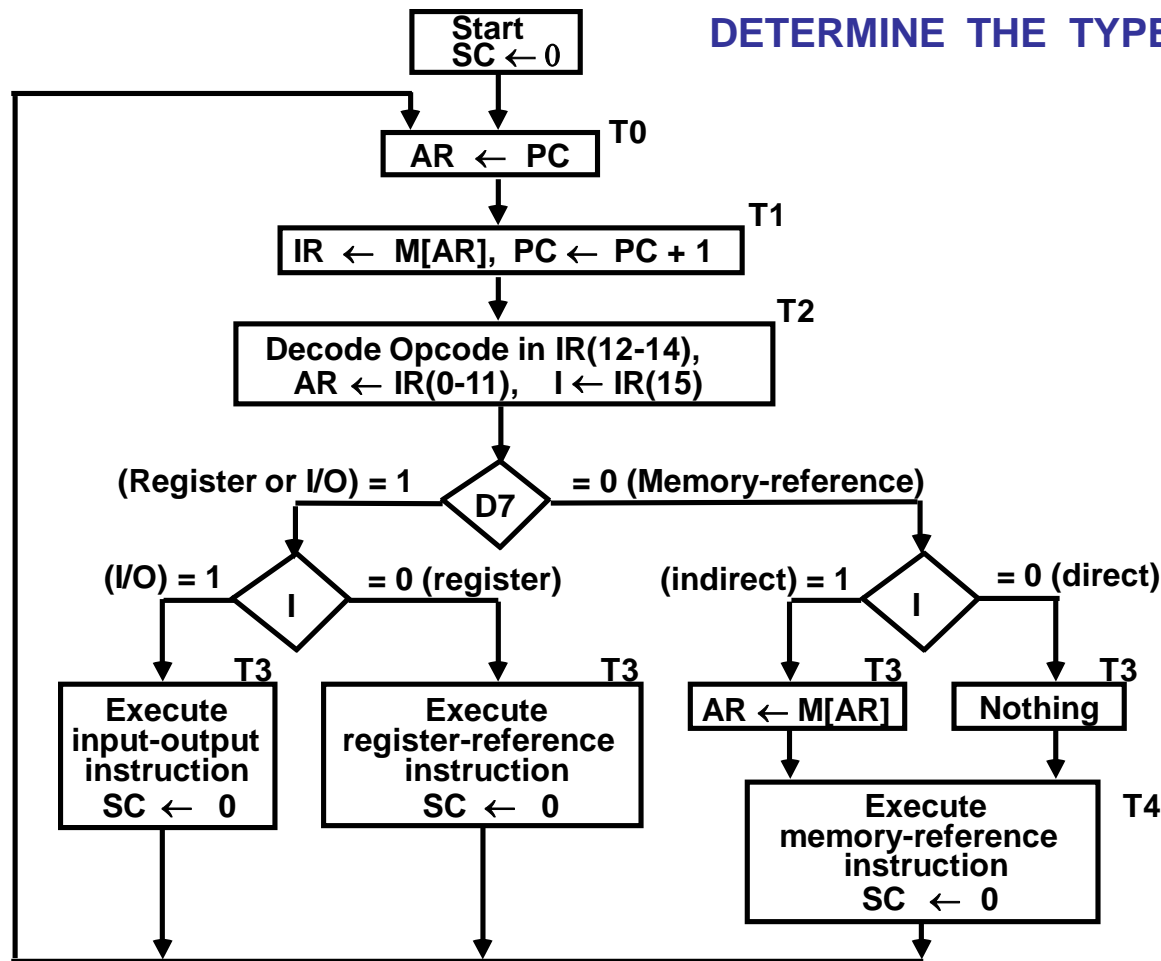 DETERMINE THE TYPE
Start
SC ← 0
T0
AR ← PC
T1
IR ← M[AR], PC ← PC + 1
T2
Decode Opcode in IR(12-14),
AR ← IR(0-11), I ← IR(15)
(Register or I/O) = 1
D7
= 0 (Memory-reference)
(I/O) = 1
I
= 0 (register)
(indirect) = 1
I
= 0 (direct)
T3
Execute
input-output
instruction
SC ← 0
T3
Execute
register-reference
instruction
SC ← 0
T3
AR ← M[AR]
T3
Nothing
T4
Execute
memory-reference
instruction
SC ← 0